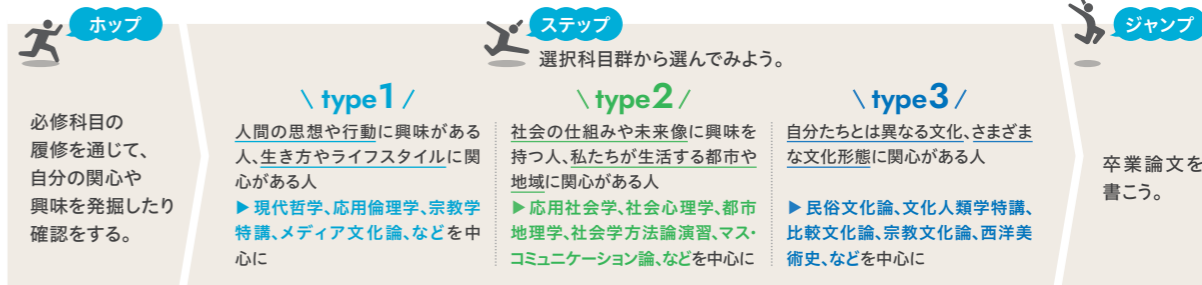 ホップ
必修科目の
履修を通じて、
自分の関心や
興味を発掘したり
確認をする。
ステップ
選択科目群から選んでみよう。
\ type1 /
人間の思想や行動に興味がある
人、生き方やライフスタイルに関
心がある人
▶現代哲学、応用倫理学、宗教学
特講、メディア文化論、などを中
心に
\ type2 /
社会の仕組みや未来像に興味を
持つ人、私たちが生活する都市や
地域に関心がある人
▶応用社会学、社会心理学、都市
地理学、社会学方法論演習、マス・
コミュニケーション論、などを中心に
\ type3 /
自分たちとは異なる文化、さまざま
な文化形態に関心がある人
▶民俗文化論、文化人類学特講、
比較文化論、宗教文化論、西洋美
術史、などを中心に
ジャンプ
卒業論文を
書こう。